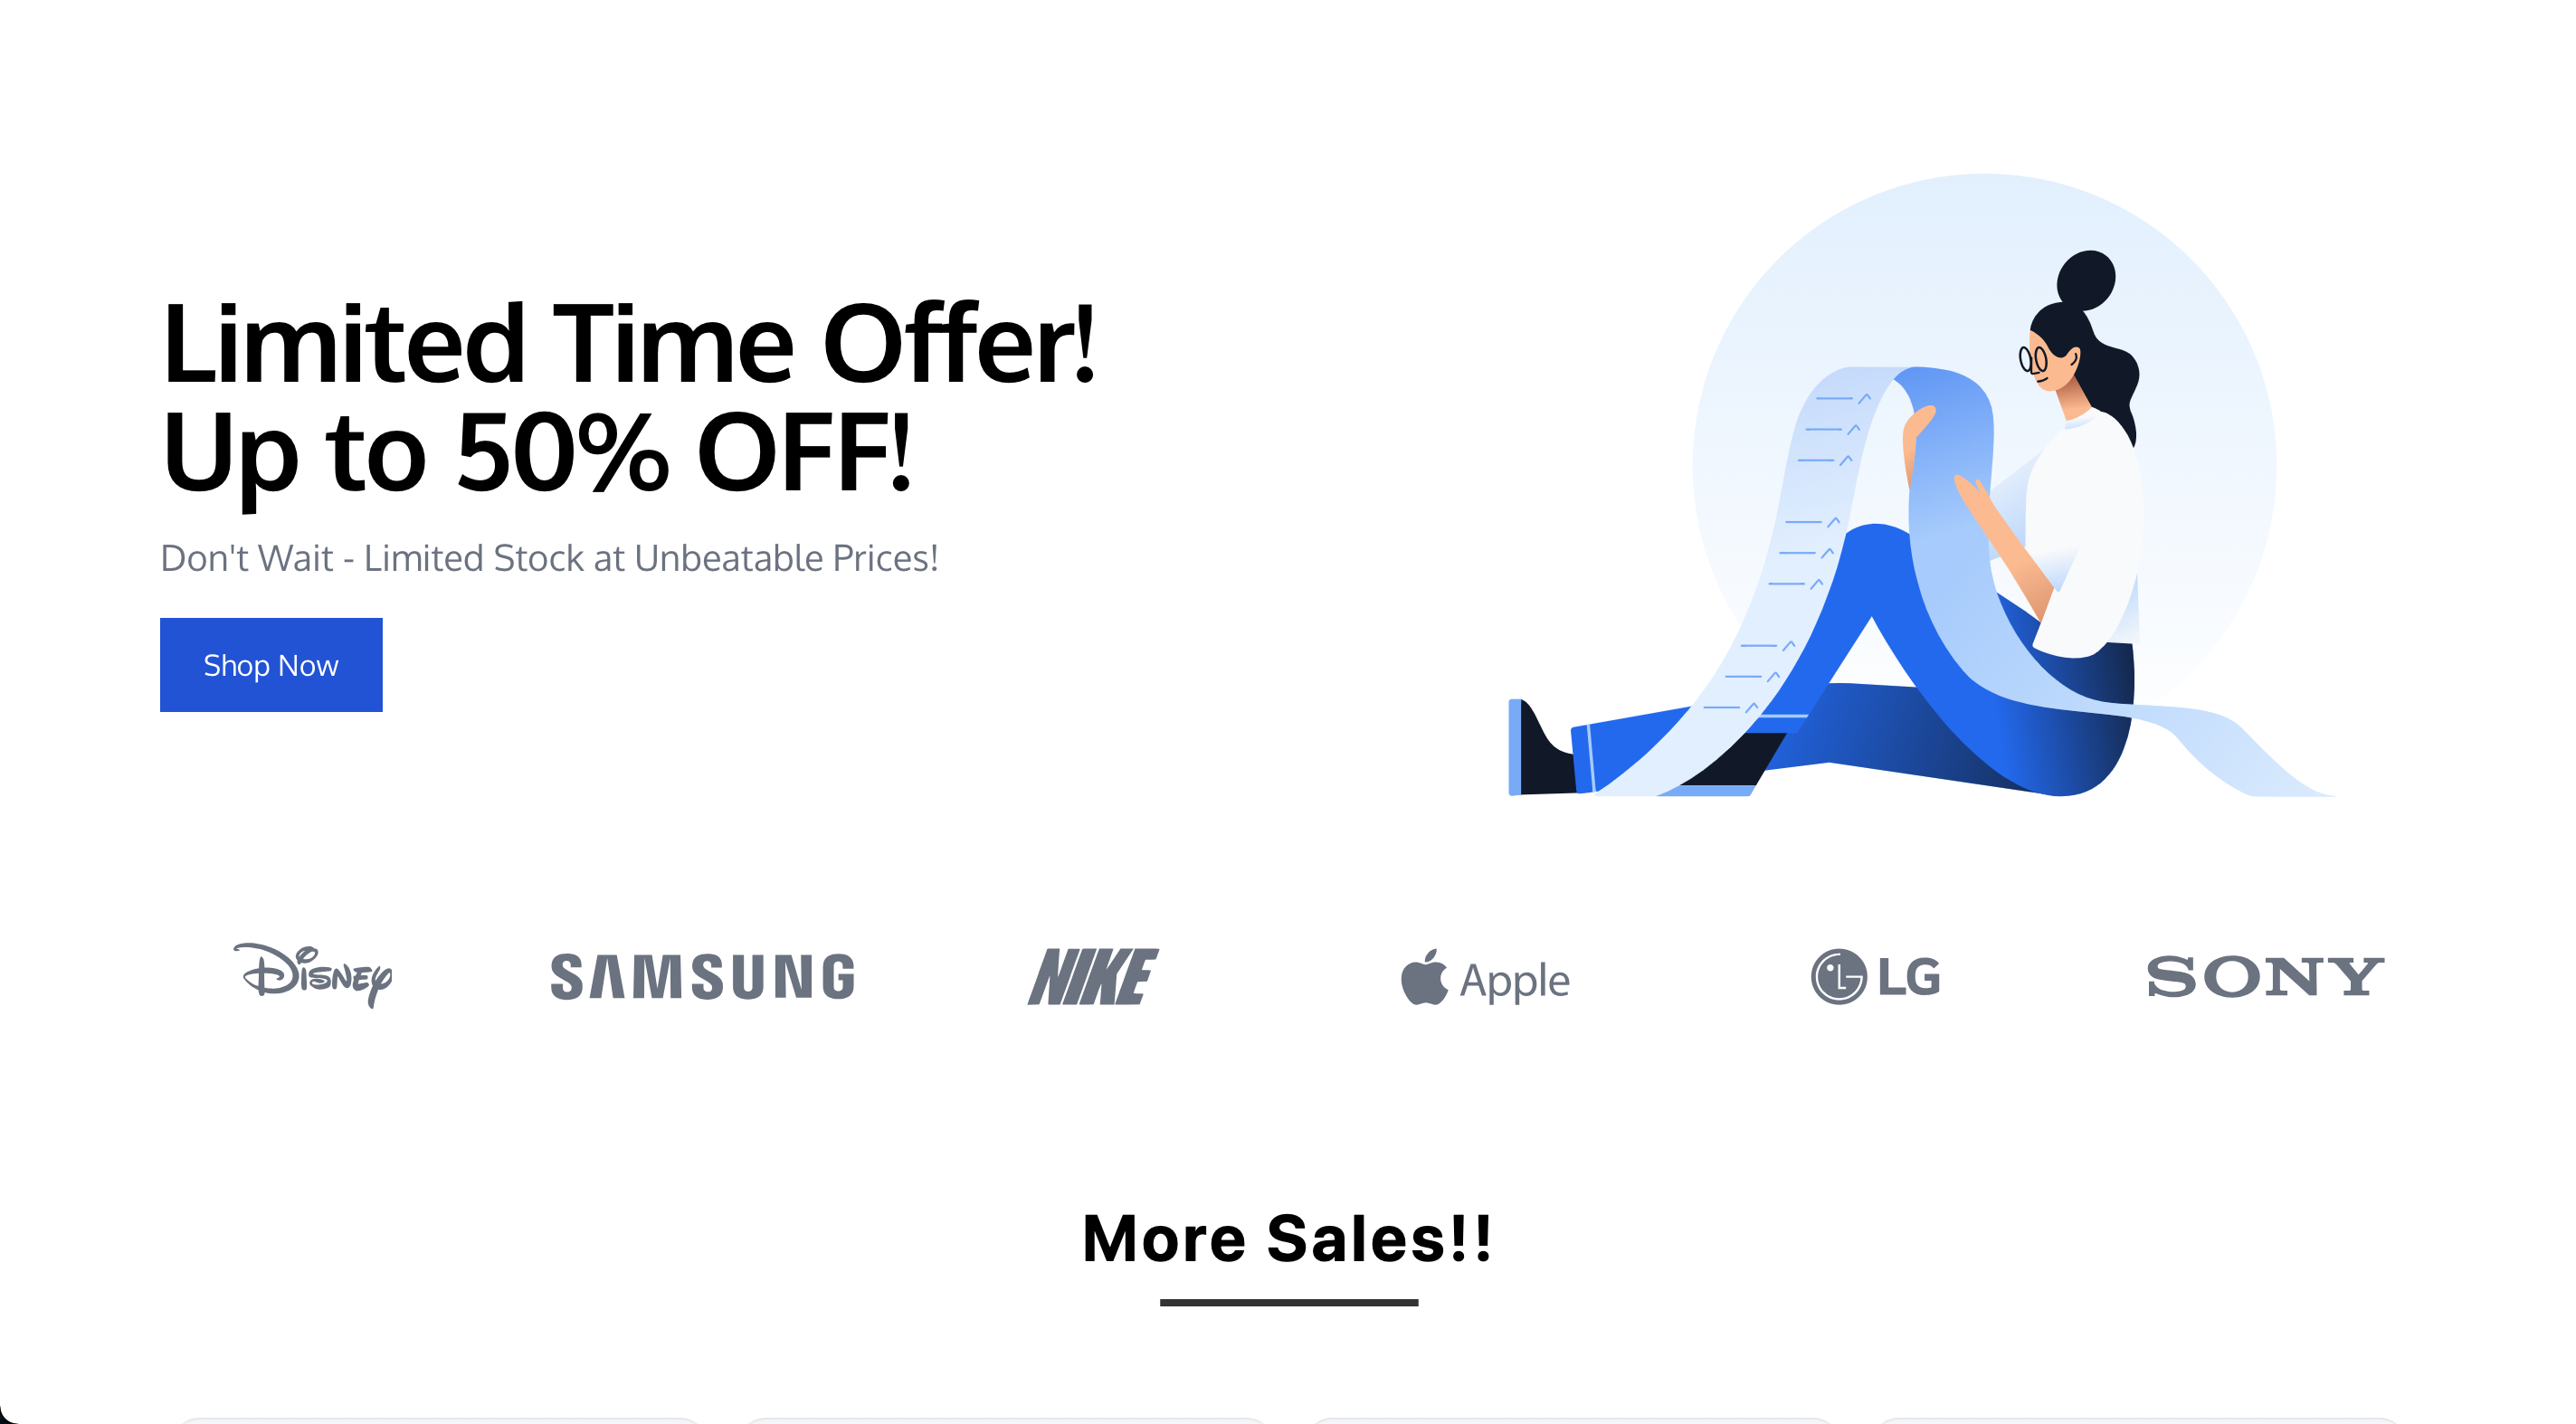 Limited Time Offer!
Up to 50% OFF!
Don't Wait - Limited Stock at Unbeatable Prices!
Shop Now
Disney SAMSUNG NIKE Apple LG SONY
More Sales!!